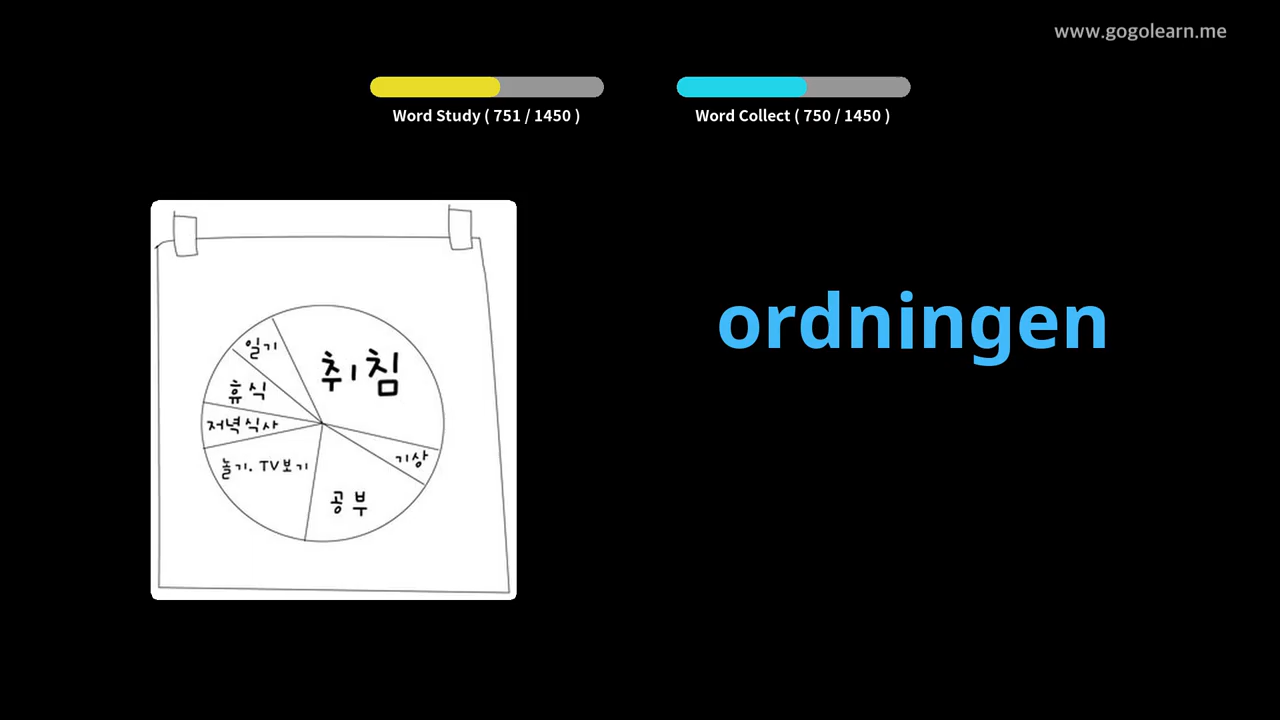 www.gogolearn.me
Word Study ( 751 / 1450 )
Word Collect ( 750 / 1450 )
ordningen
일기
취침
휴식
저녁식사
놀기. TV보기
기상
공부